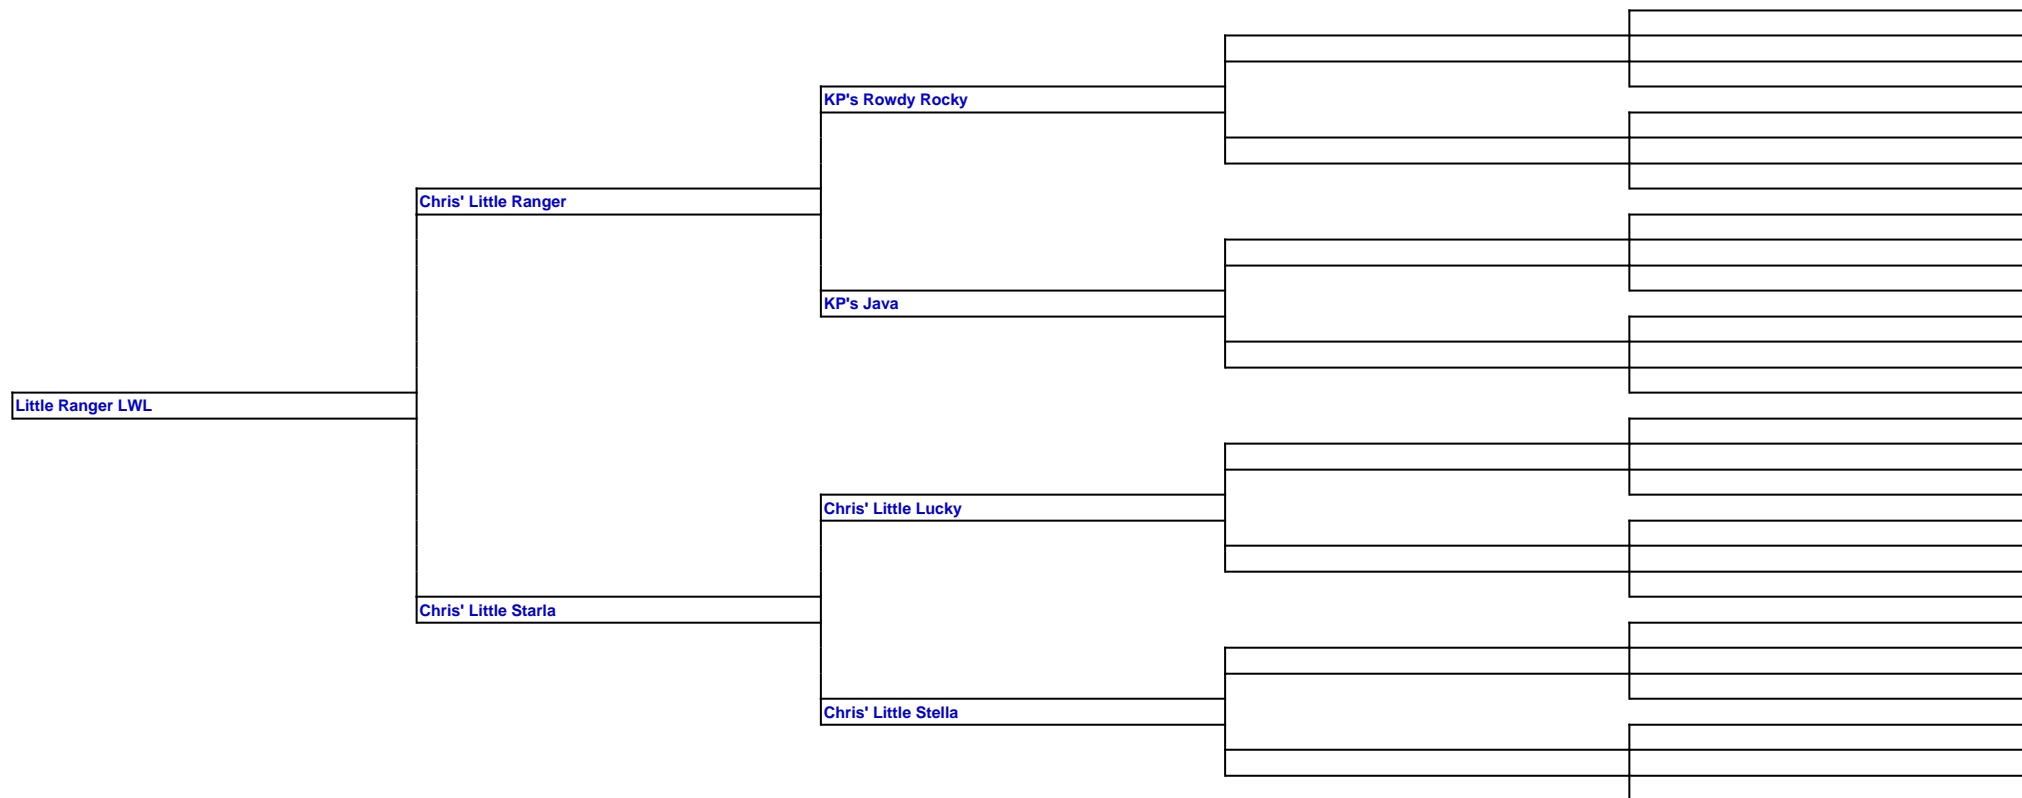 KP's Rowdy Rocky
Chris' Little Ranger
KP's Java
Little Ranger LWL
Chris' Little Lucky
Chris' Little Starla
Chris' Little Stella